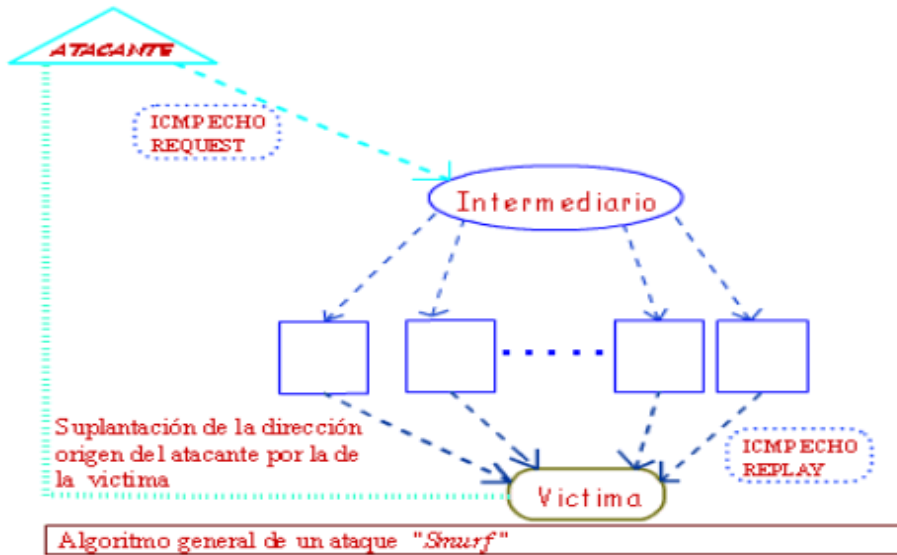 ATACANTE
ICMP ECHO
REQUEST
Intermediario
Suplantación de la dirección
origen del atacante por la de
la victima
ICMP ECHO
REPLAY
Victima
Algoritmo general de un ataque "Smurf"